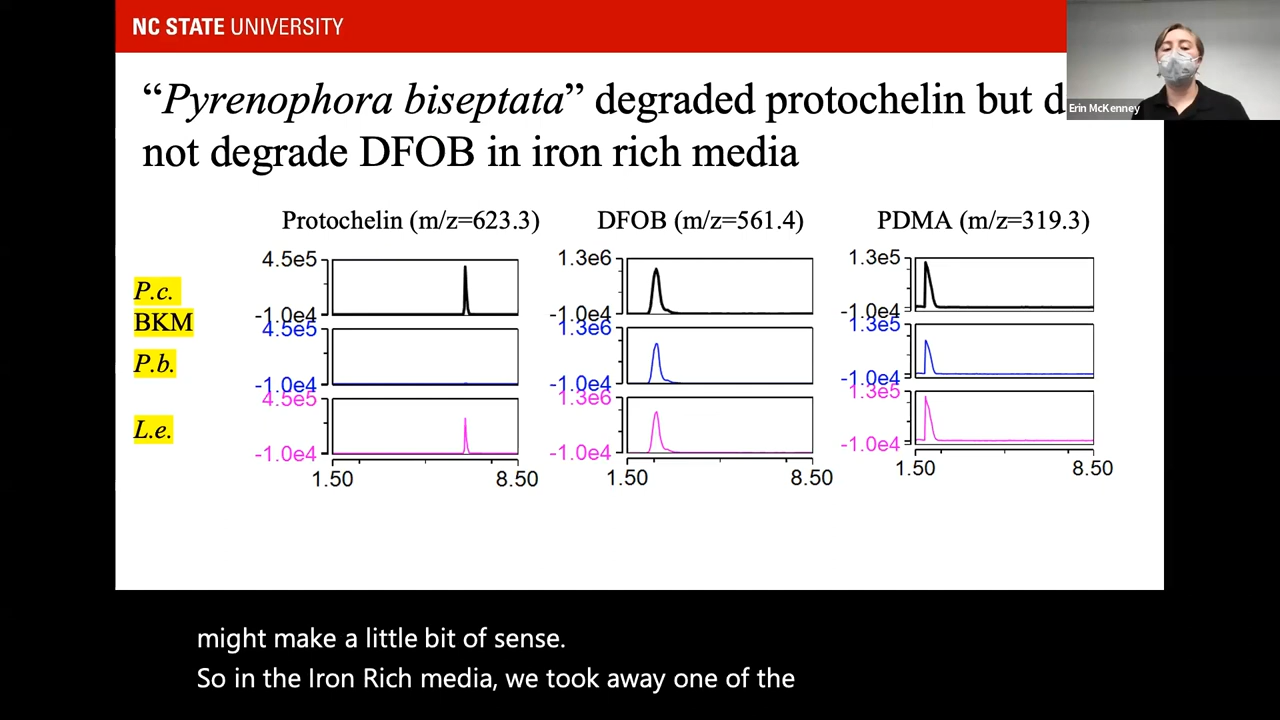 NC STATE UNIVERSITY
Erin McKenney
“Pyrenophora biseptata” degraded protochelin but d
not degrade DFOB in iron rich media
Protochelin (m/z=623.3) DFOB (m/z=561.4) PDMA (m/z=319.3)
P.c.
BKM
P.b.
L.e.
4.5e5 1.3e6 1.3e5
-1.0e4 -1.0e4 -1.0e4
4.5e5 1.3e6 1.3e5
-1.0e4 -1.0e4 -1.0e4
4.5e5 1.3e6 1.3e5
-1.0e4 -1.0e4 -1.0e4
1.50 8.50 1.50 8.50 1.50 8.50
might make a little bit of sense.
So in the Iron Rich media, we took away one of the